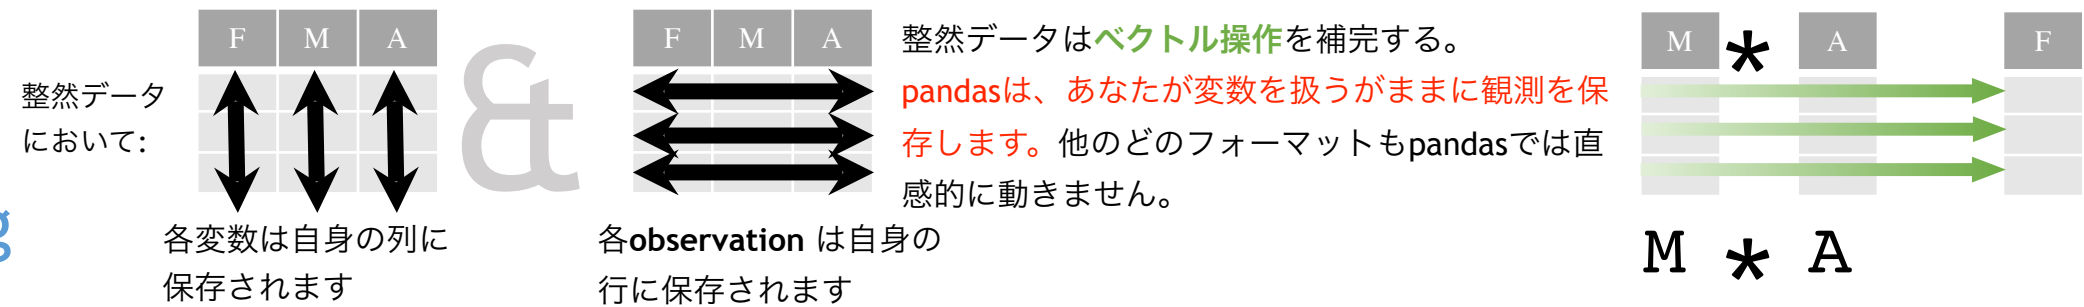 整然データ
において:
F M A
&
F M A
各変数は自身の列に
保存されます
各observation は自身の
行に保存されます
整然データはベクトル操作を補完する。
pandasは、あなたが変数を扱うがままに観測を保
存します。他のどのフォーマットもpandasでは直
感的に動きません。
M * A F
M * A
g